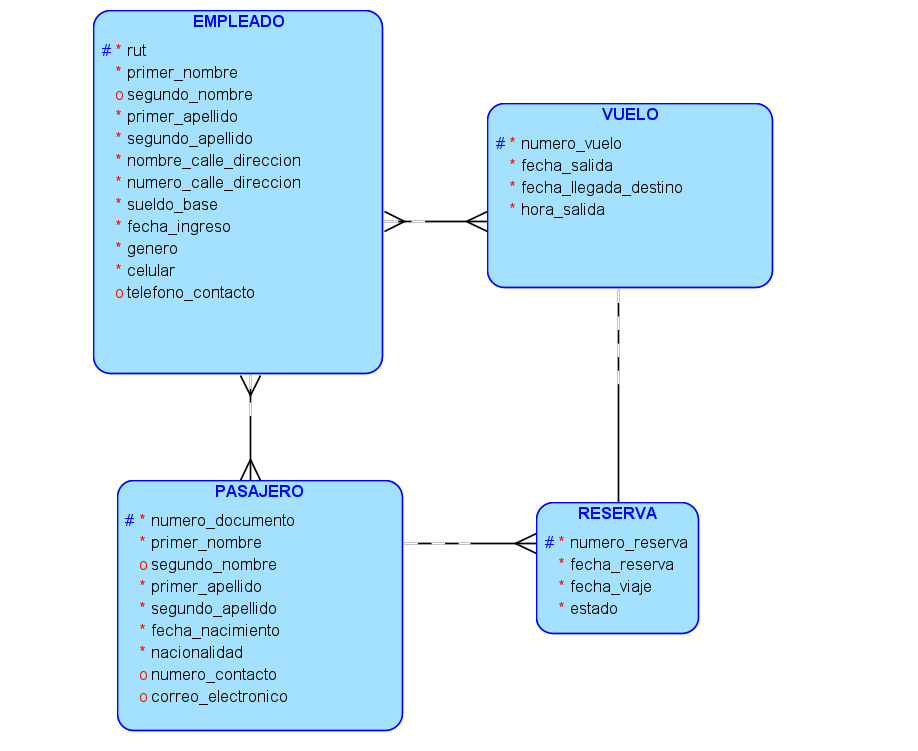 EMPLEADO
# * rut
* primer_nombre
o segundo_nombre
* primer_apellido
* segundo_apellido
* nombre_calle_direccion
* numero_calle_direccion
* sueldo_base
* fecha_ingreso
* genero
* celular
o telefono_contacto
VUELO
# * numero_vuelo
* fecha_salida
* fecha_llegada_destino
* hora_salida
PASAJERO
# * numero_documento
* primer_nombre
o segundo_nombre
* primer_apellido
* segundo_apellido
* fecha_nacimiento
* nacionalidad
o numero_contacto
o correo_electronico
RESERVA
# * numero_reserva
* fecha_reserva
* fecha_viaje
* estado